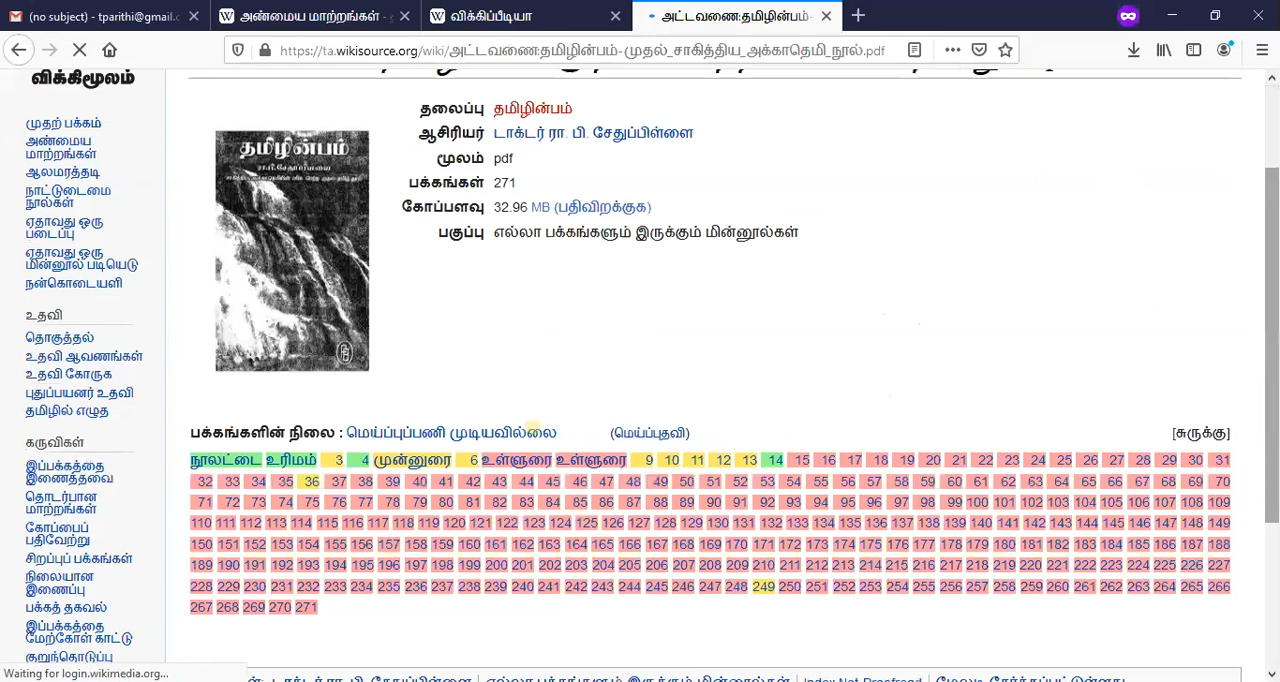 (no subject) - tparithi@gmail.c
அண்மைய மாற்றங்கள் -
விக்கிப்பீடியா
அட்டவணை:தமிழின்பம்-
https://ta.wikisource.org/wiki/அட்டவணை:தமிழின்பம்-முதல்_சாகித்திய_அக்காதெமி_நூல்.pdf
விக்கிமூலம்
முதற் பக்கம்
அண்மைய
மாற்றங்கள்
ஆலமரத்தடி
நாட்டுடைமை
நூல்கள்
ஏதாவது ஒரு
படைப்பு
ஏதாவது ஒரு
மின்னூல் படியெடு
நன்கொடையளி
உதவி
தொகுத்தல்
உதவி ஆவணங்கள்
உதவி கோருக
புதுப்பயனர் உதவி
தமிழில் எழுத
கருவிகள்
இப்பக்கத்தை
இணைத்தவை
தொடர்பான
மாற்றங்கள்
கோப்பைப்
பதிவேற்று
சிறப்புப் பக்கங்கள்
நிலையான
இணைப்பு
பக்கத் தகவல்
இப்பக்கத்தை
மேற்கோள் காட்டு
குறுந்தொடுப்பு
தலைப்பு தமிழின்பம்
ஆசிரியர் டாக்டர் ரா. பி. சேதுப்பிள்ளை
மூலம் pdf
பக்கங்கள் 271
கோப்பளவு 32.96 MB (பதிவிறக்குக)
பகுப்பு எல்லா பக்கங்களும் இருக்கும் மின்னூல்கள்
தமிழின்பம்
பக்கங்களின் நிலை : மெய்ப்புப்பணி முடியவில்லை (மெய்ப்புதவி) [சுருக்கு]
நூலட்டை உரிமம் 3 4 முன்னுரை 6 உள்ளுரை உள்ளுரை 9 10 11 12 13 14 15 16 17 18 19 20 21 22 23 24 25 26 27 28 29 30 31
32 33 34 35 36 37 38 39 40 41 42 43 44 45 46 47 48 49 50 51 52 53 54 55 56 57 58 59 60 61 62 63 64 65 66 67 68 69 70
71 72 73 74 75 76 77 78 79 80 81 82 83 84 85 86 87 88 89 90 91 92 93 94 95 96 97 98 99 100 101 102 103 104 105 106 107 108 109
110 111 112 113 114 115 116 117 118 119 120 121 122 123 124 125 126 127 128 129 130 131 132 133 134 135 136 137 138 139 140 141 142 143 144 145 146 147 148 149
150 151 152 153 154 155 156 157 158 159 160 161 162 163 164 165 166 167 168 169 170 171 172 173 174 175 176 177 178 179 180 181 182 183 184 185 186 187 188
189 190 191 192 193 194 195 196 197 198 199 200 201 202 203 204 205 206 207 208 209 210 211 212 213 214 215 216 217 218 219 220 221 222 223 224 225 226 227
228 229 230 231 232 233 234 235 236 237 238 239 240 241 242 243 244 245 246 247 248 249 250 251 252 253 254 255 256 257 258 259 260 261 262 263 264 265 266
267 268 269 270 271
டாக்டர் ரா. பி. சேதுப்பிள்ளை | எல்லா பக்கங்களும் இருக்கும் மின்னூல்கள் | Index Not-Proofread | மேலடி சேர்க்கப்பட்டுள்ளது
Waiting for login.wikimedia.org...